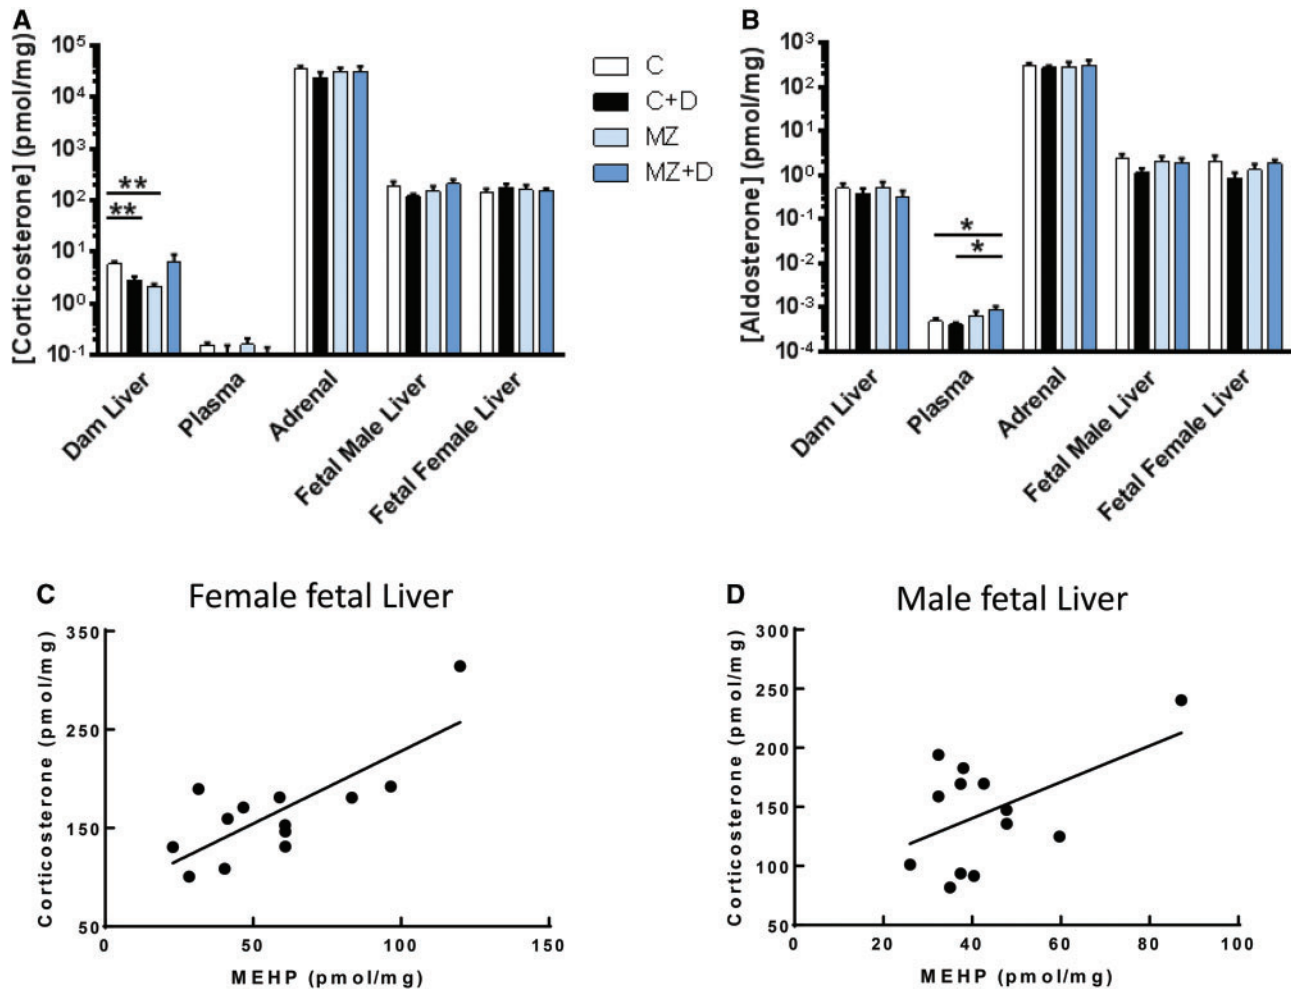 A
[Corticosterone] (pmol/mg)
10⁵
10⁴
10³
10²
10¹
10⁰
10⁻¹
**
**
Dam Liver
Plasma
Adrenal
Fetal Male Liver
Fetal Female Liver
C
C+D
MZ
MZ+D
B
[Aldosterone] (pmol/mg)
10³
10²
10¹
10⁰
10⁻¹
10⁻²
10⁻³
10⁻⁴
*
*
Dam Liver
Plasma
Adrenal
Fetal Male Liver
Fetal Female Liver
C
Female fetal Liver
Corticosterone (pmol/mg)
350
250
150
50
0
50
100
150
MEHP (pmol/mg)
D
Male fetal Liver
Corticosterone (pmol/mg)
300
250
200
150
100
50
0
20
40
60
80
100
MEHP (pmol/mg)